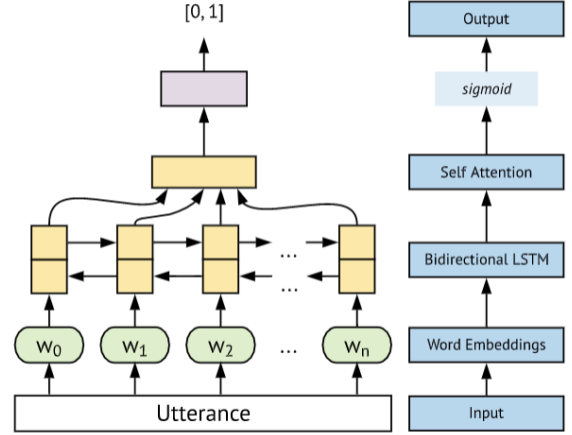 [0, 1]
Output
sigmoid
Self Attention
Bidirectional LSTM
...
...
w0 w1 w2 ... wn
Word Embeddings
Utterance
Input